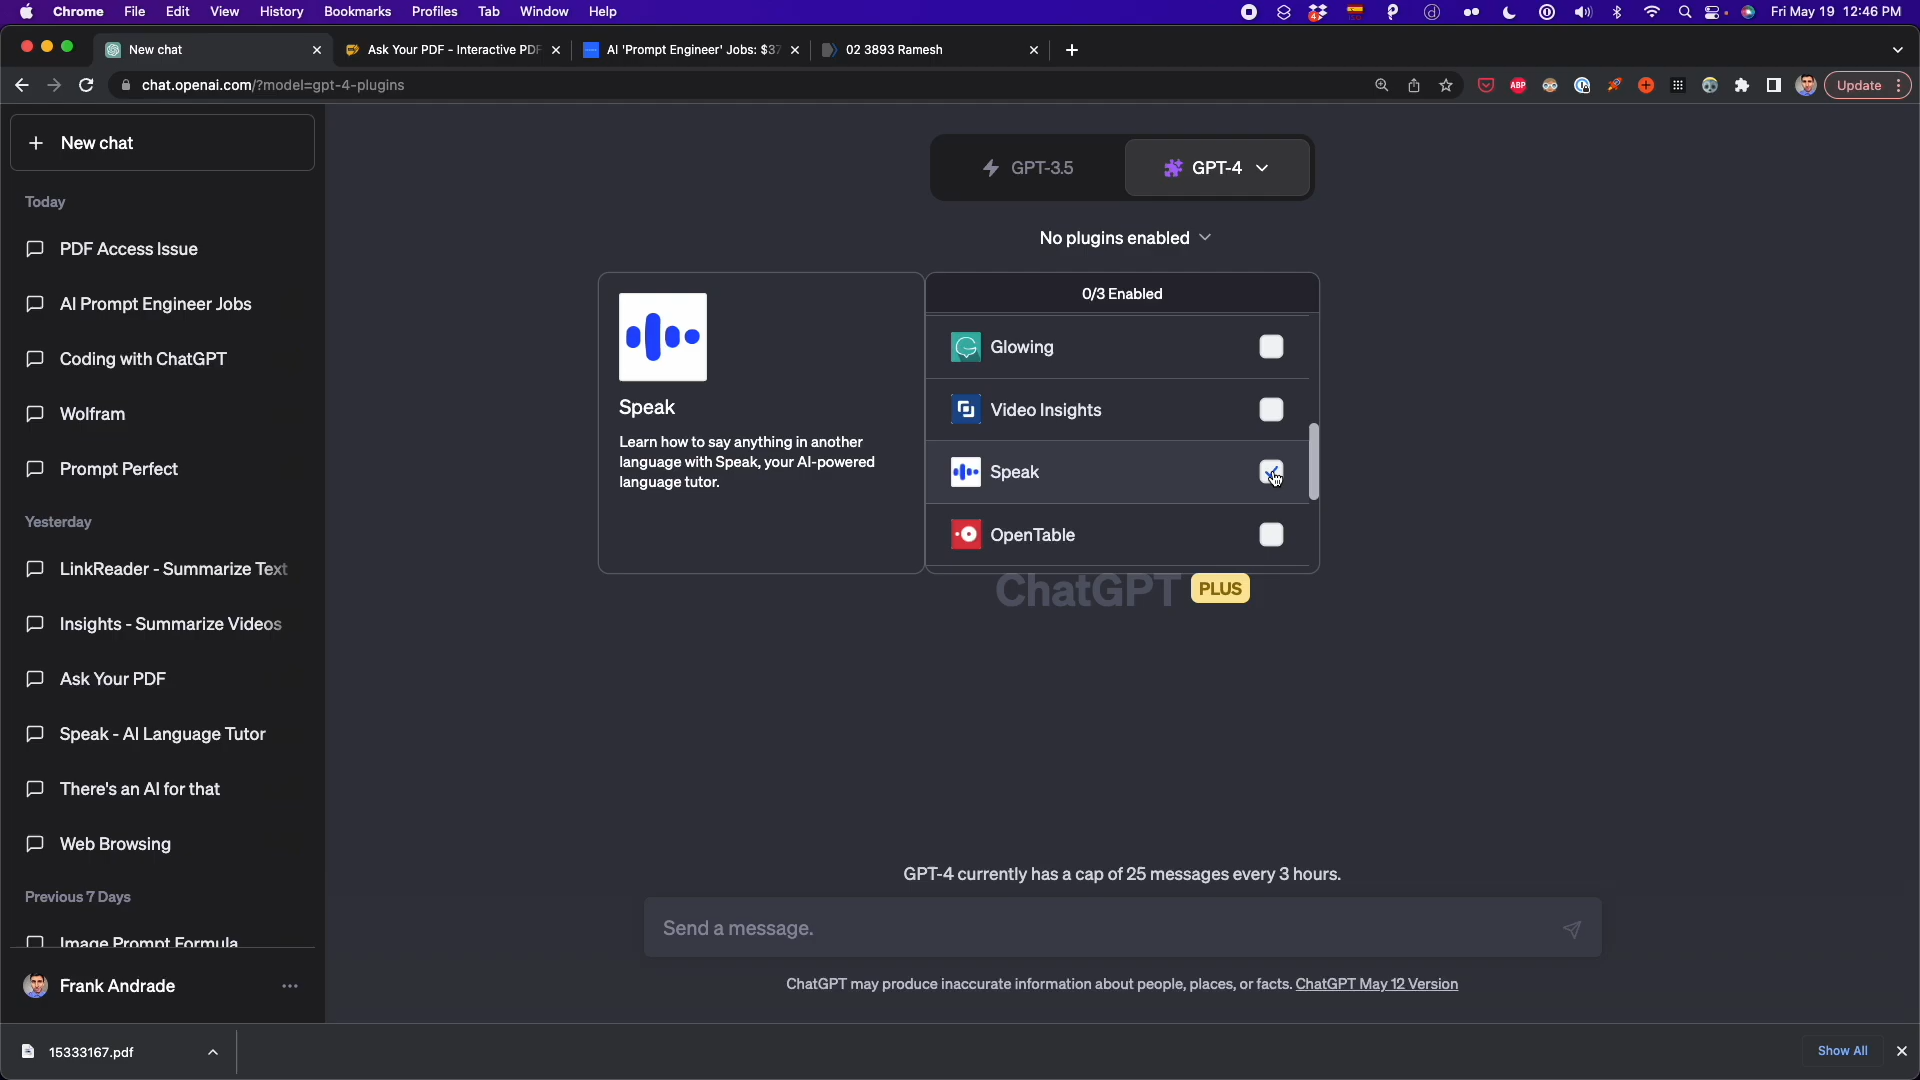 Chrome File Edit View History Bookmarks Profiles Tab Window Help
Fri May 19 12:46 PM
New chat
Ask Your PDF - Interactive PDF
AI 'Prompt Engineer' Jobs: $37
02 3893 Ramesh
chat.openai.com/?model=gpt-4-plugins
ABP
Update
New chat
Today
PDF Access Issue
AI Prompt Engineer Jobs
Coding with ChatGPT
Wolfram
Prompt Perfect
Yesterday
LinkReader - Summarize Text
Insights - Summarize Videos
Ask Your PDF
Speak - AI Language Tutor
There's an AI for that
Web Browsing
Previous 7 Days
Image Prompt Formula
Frank Andrade
GPT-3.5
GPT-4
No plugins enabled
Speak
Learn how to say anything in another
language with Speak, your AI-powered
language tutor.
0/3 Enabled
Glowing
Video Insights
Speak
OpenTable
ChatGPT PLUS
GPT-4 currently has a cap of 25 messages every 3 hours.
Send a message.
ChatGPT may produce inaccurate information about people, places, or facts. ChatGPT May 12 Version
15333167.pdf
Show All